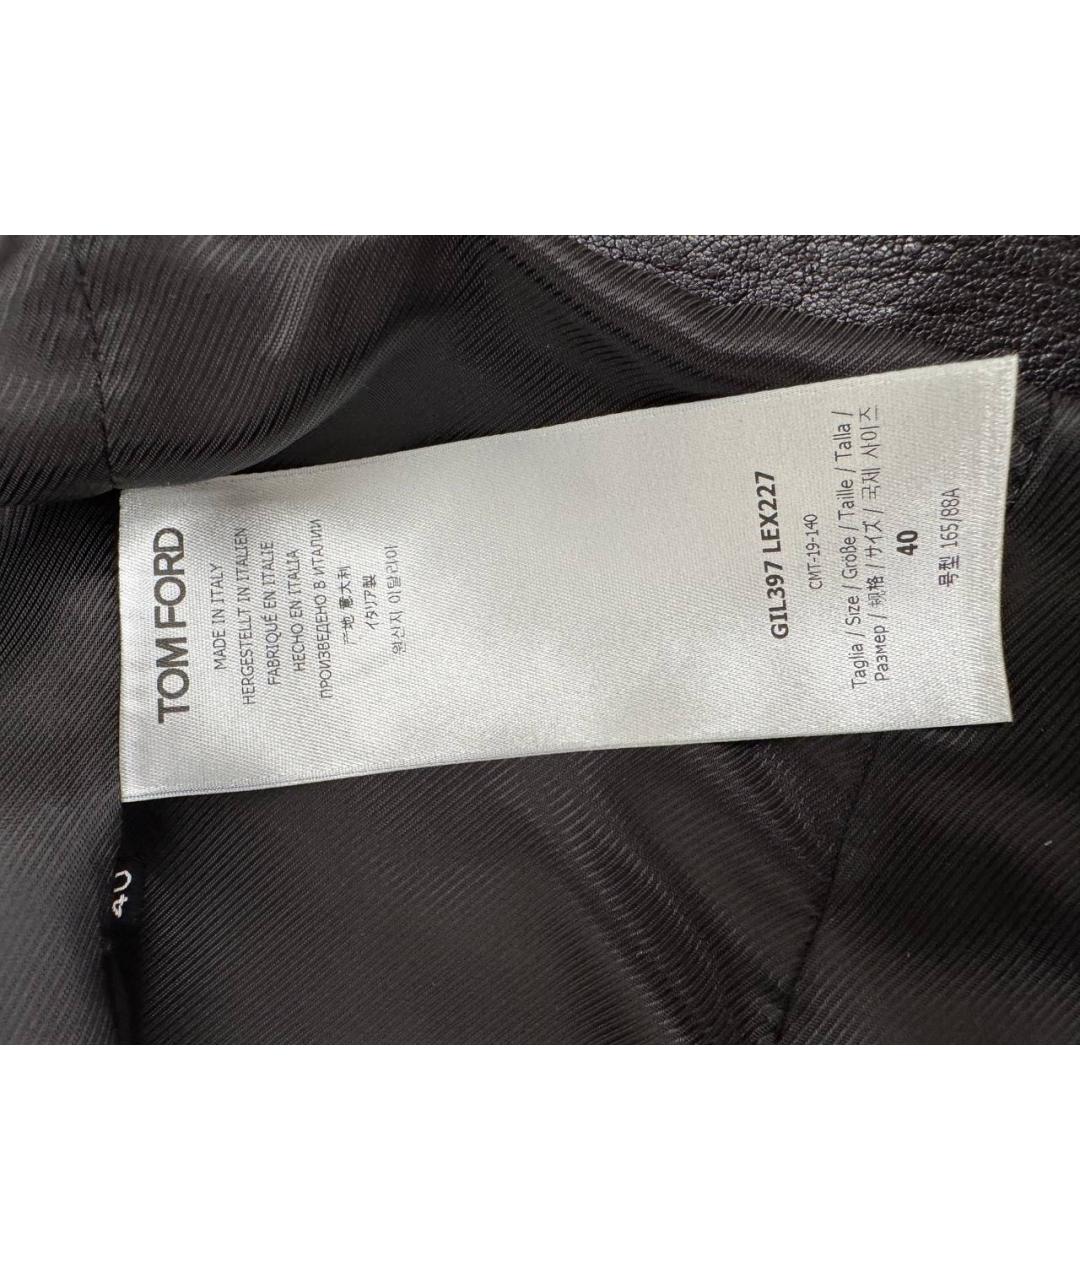 TOM FORD
MADE IN ITALY
HERGESTELLT IN ITALIEN
FABRIQUÉ EN ITALIE
HECHO EN ITALIA
ПРОИЗВЕДЕНО В ИТАЛИИ
产地 意大利
イタリア製
원산지 이탈리아
GIL397 LEX227
CMT-19-140
Taglia / Size / Größe / Taille / Talla /
Размер / 规格 / サイズ / 국제 사이즈
40
号型 165/88A
40